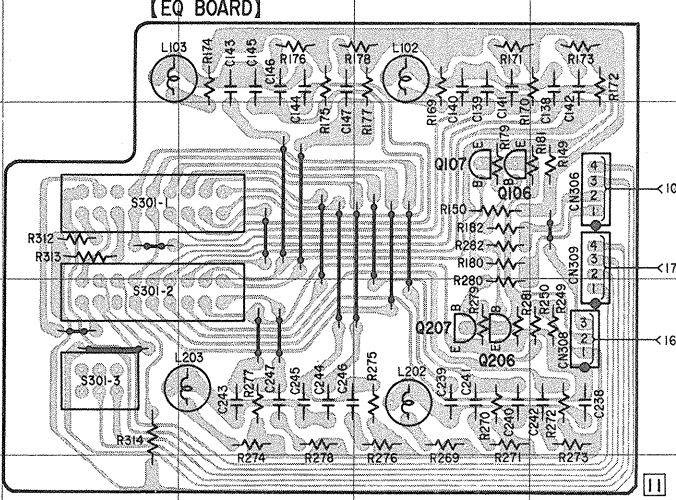 【EQ BOARD】
L103 R174 C143 C145 C146 R176 R178 L102 R171 R173
C144 R175 C147 R177 R169 C140 C139 C141 R170 C138 C142 R172
R179 R181 R149
Q107 E B E B Q106
CN306 4 3 2 1 10
S301-1
R150
R312 R182
R313 R282
CN309 4 3 2 1 17
R180
S301-2 R280
R279 R281 R250 R249
Q207 B E B E Q206
CN308 3 2 1 16
S301-3
L203 C243 R277 C247 C245 C244 C246 R275 L202 C239 C241 R270 C240 C242 R272 C238
R314 R274 R278 R276 R269 R271 R273
11